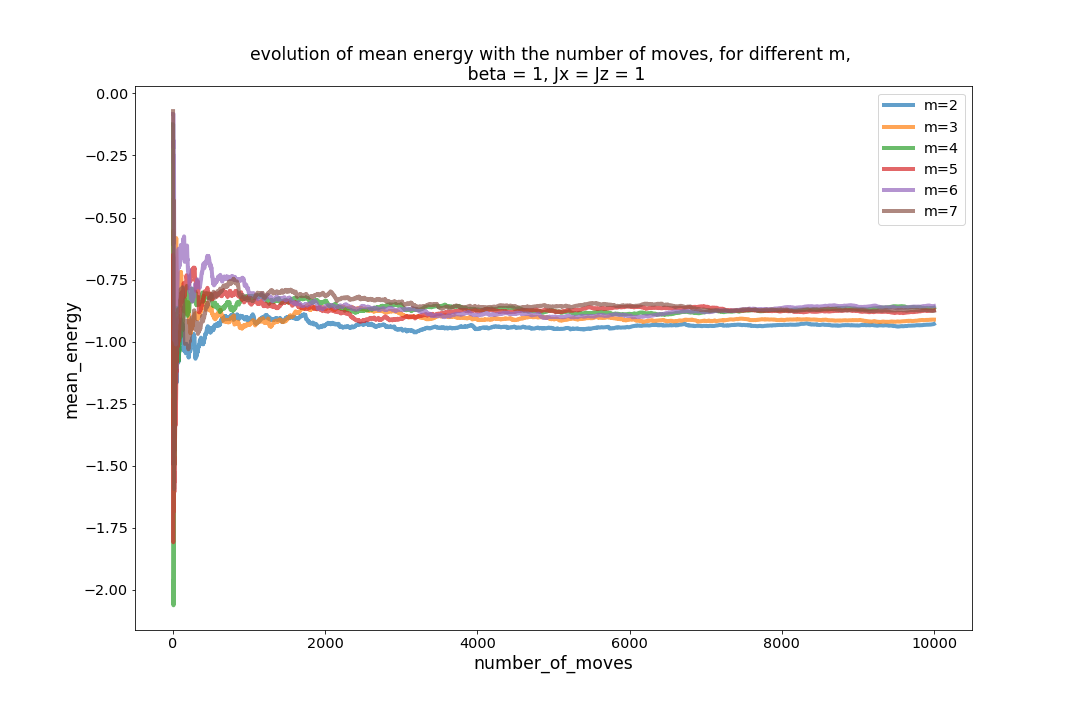 evolution of mean energy with the number of moves, for different m,
beta = 1, Jx = Jz = 1
0.00
−0.25
−0.50
−0.75
−1.00
−1.25
−1.50
−1.75
−2.00
mean_energy
m=2
m=3
m=4
m=5
m=6
m=7
0 2000 4000 6000 8000 10000
number_of_moves